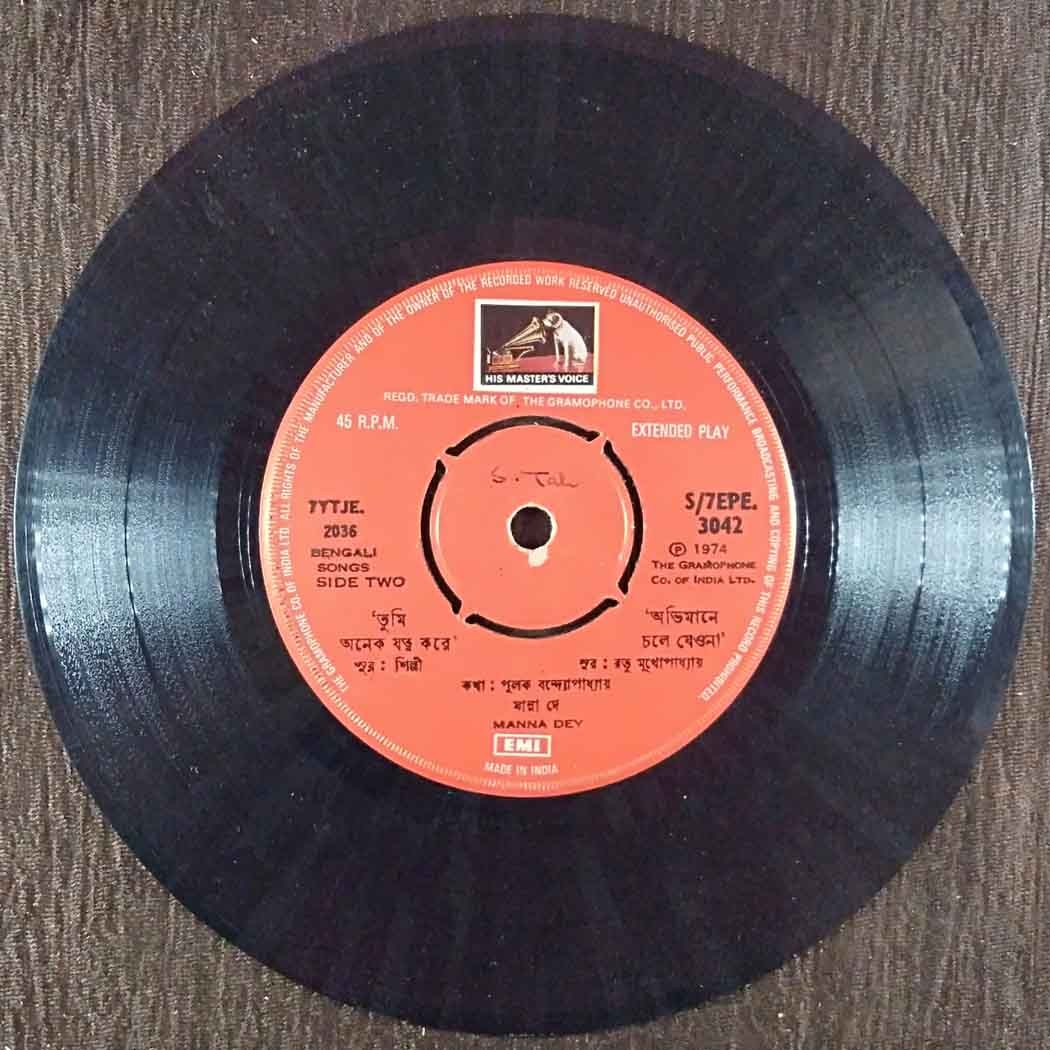 THE GRAMOPHONE CO. OF INDIA LTD. ALL RIGHTS OF THE MANUFACTURER AND OF THE OWNER OF THE RECORDED WORK RESERVED UNAUTHORISED PUBLIC PERFORMANCE BROADCASTING AND COPYING OF THIS RECORD PROHIBITED.
HIS MASTER'S VOICE
REGD. TRADE MARK OF, THE GRAMOPHONE CO., LTD,
45 R.P.M.
EXTENDED PLAY
7YTJE.
2036
BENGALI
SONGS
SIDE TWO
S/7EPE.
3042
℗ 1974
THE GRAMOPHONE
CO. OF INDIA LTD.
'তুমি
অনেক যত্ন করে'
সুর : শিল্পী
'অভিমানে
চলে যেওনা'
সুর : রতু মুখোপাধ্যায়
কথা : পুলক বন্দ্যোপাধ্যায়
মান্না দে
MANNA DEY
EMI
MADE IN INDIA